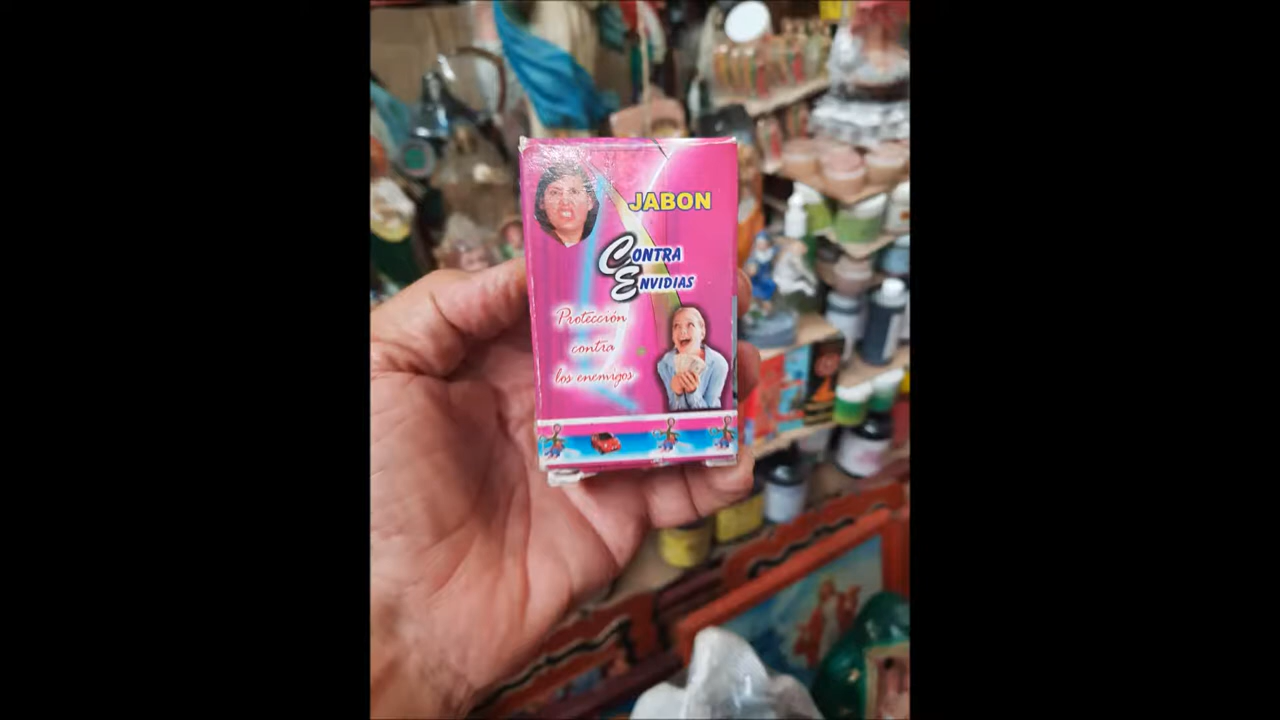 JABON
CONTRA
ENVIDIAS
Protección
contra
los enemigos